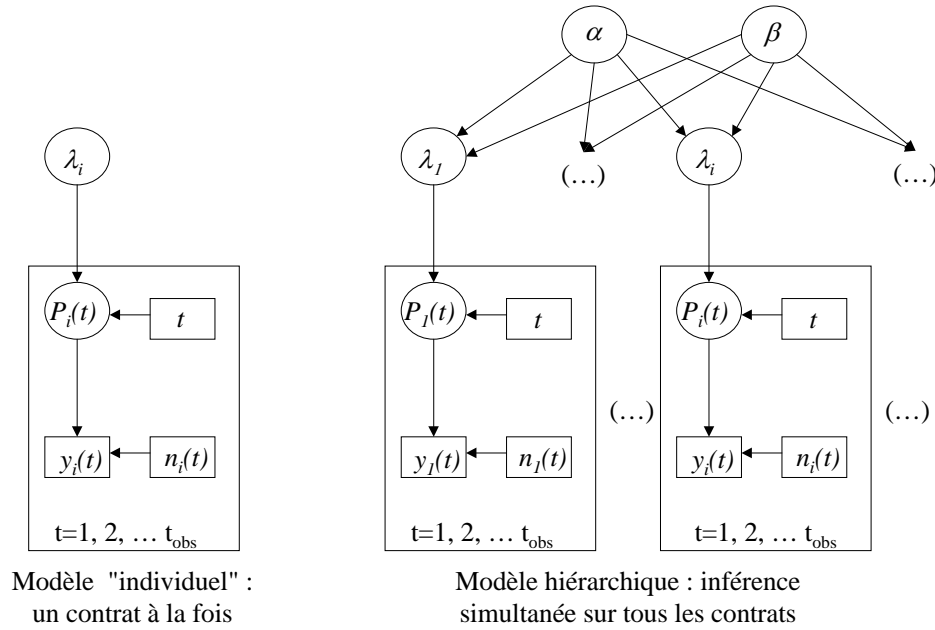 α β
λi λ1 (…) λi (…)
Pi(t) t P1(t) t Pi(t) t
(…) (…)
yi(t) ni(t) y1(t) n1(t) yi(t) ni(t)
t=1, 2, … tobs t=1, 2, … tobs t=1, 2, … tobs
Modèle "individuel" :
un contrat à la fois
Modèle hiérarchique : inférence
simultanée sur tous les contrats